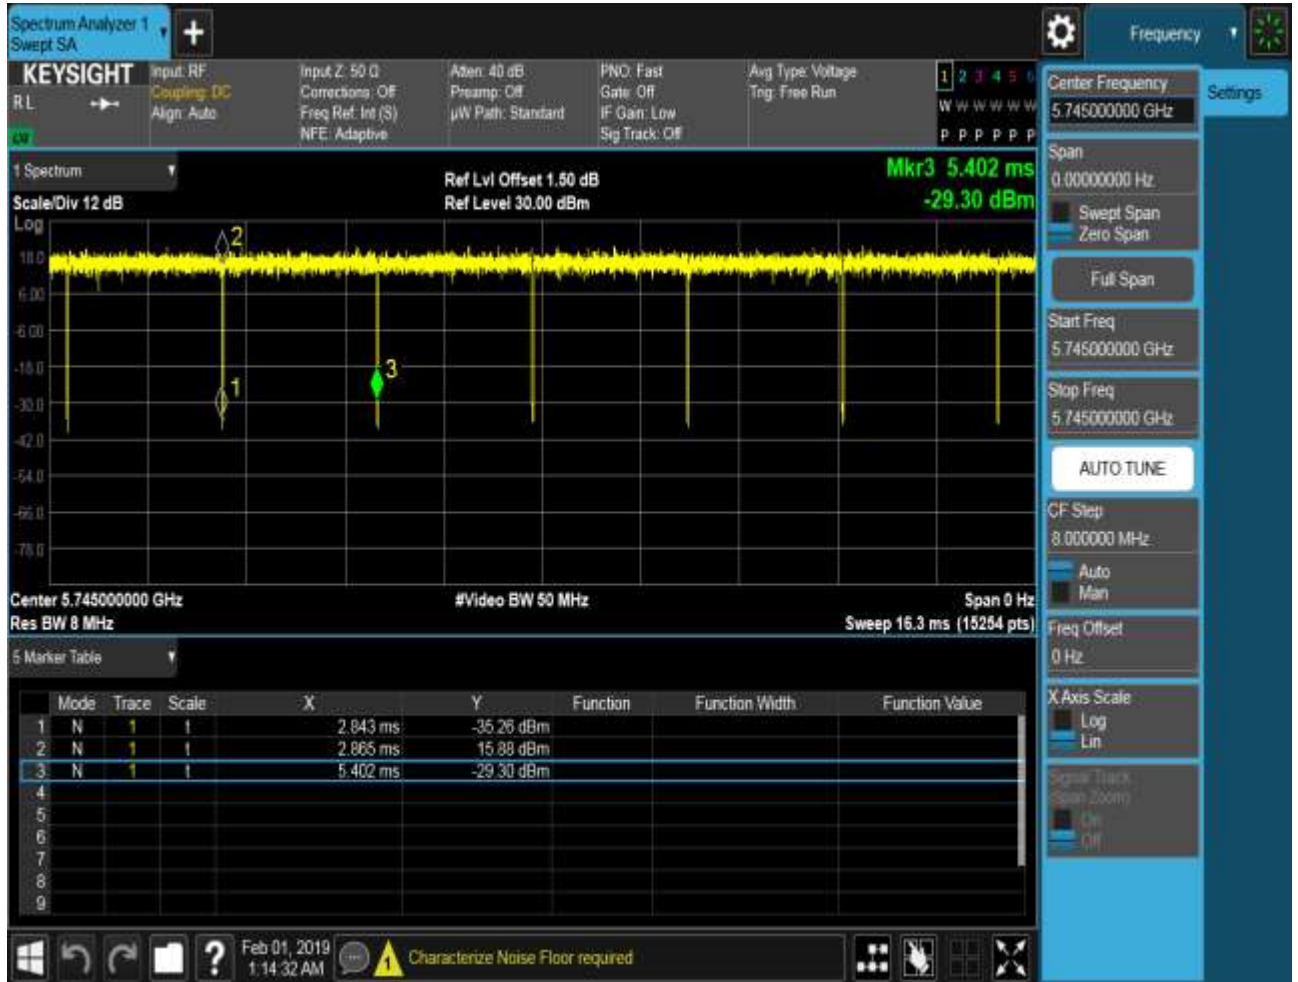 Spectrum Analyzer 1
Swept SA
+
Frequency
KEYSIGHT
RL
Input: RF
Coupling: DC
Align: Auto
Input Z: 50 Ω
Corrections: Off
Freq Ref: Int (S)
NFE: Adaptive
Atten: 40 dB
Preamp: Off
µW Path: Standard
PNO: Fast
Gate: Off
IF Gain: Low
Sig Track: Off
Avg Type: Voltage
Trig: Free Run
1 2 3 4 5 6
W W W W W W
P P P P P P
1 Spectrum
Scale/Div 12 dB
Ref Lvl Offset 1.50 dB
Ref Level 30.00 dBm
Mkr3 5.402 ms
-29.30 dBm
Log
18.0
6.00
-6.00
-18.0
-30.0
-42.0
-54.0
-66.0
-78.0
2
1
3
Center 5.745000000 GHz
#Video BW 50 MHz
Span 0 Hz
Res BW 8 MHz
Sweep 16.3 ms (15254 pts)
5 Marker Table
Mode Trace Scale X Y Function Function Width Function Value
1 N 1 t 2.843 ms -35.26 dBm
2 N 1 t 2.865 ms 15.88 dBm
3 N 1 t 5.402 ms -29.30 dBm
4
5
6
7
8
9
Feb 01, 2019
1:14:32 AM
?
1
Characterize Noise Floor required
Center Frequency
5.745000000 GHz
Settings
Span
0.00000000 Hz
Swept Span
Zero Span
Full Span
Start Freq
5.745000000 GHz
Stop Freq
5.745000000 GHz
AUTO TUNE
CF Step
8.000000 MHz
Auto
Man
Freq Offset
0 Hz
X Axis Scale
Log
Lin
Signal Track
(Span Zoom)
On
Off